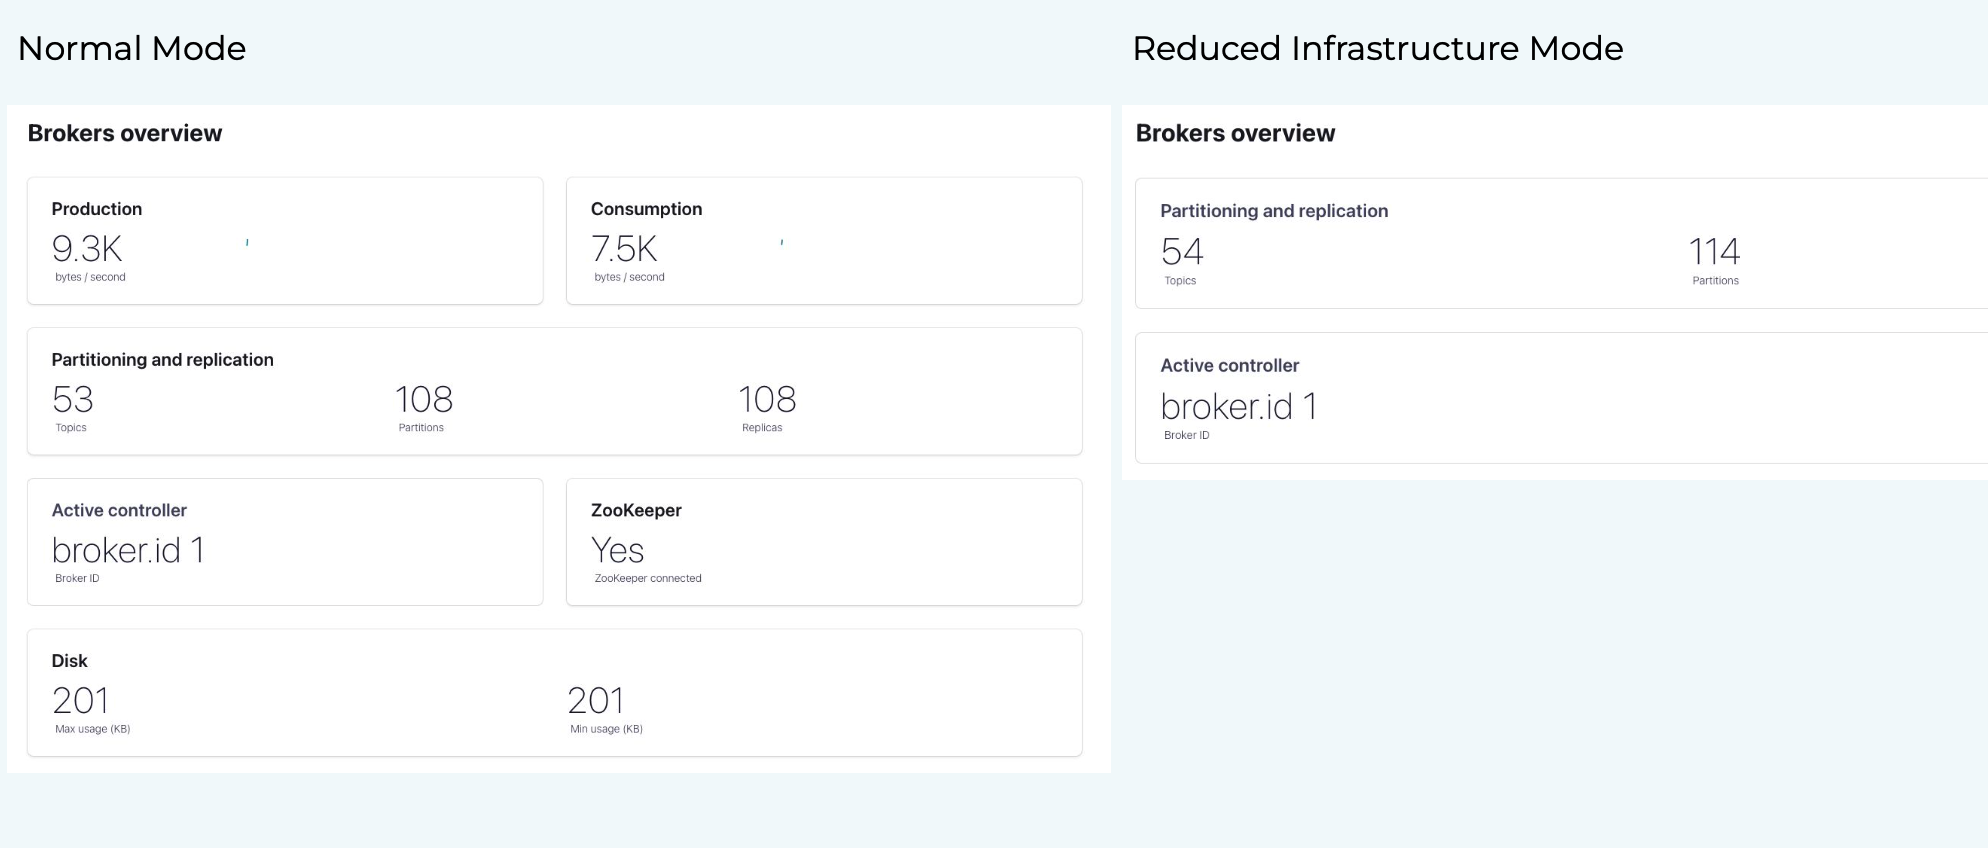 Normal Mode
Reduced Infrastructure Mode
Brokers overview
Production
9.3K
bytes / second
Consumption
7.5K
bytes / second
Partitioning and replication
53
Topics
108
Partitions
108
Replicas
Active controller
broker.id 1
Broker ID
ZooKeeper
Yes
ZooKeeper connected
Disk
201
Max usage (KB)
201
Min usage (KB)
Brokers overview
Partitioning and replication
54
Topics
114
Partitions
Active controller
broker.id 1
Broker ID